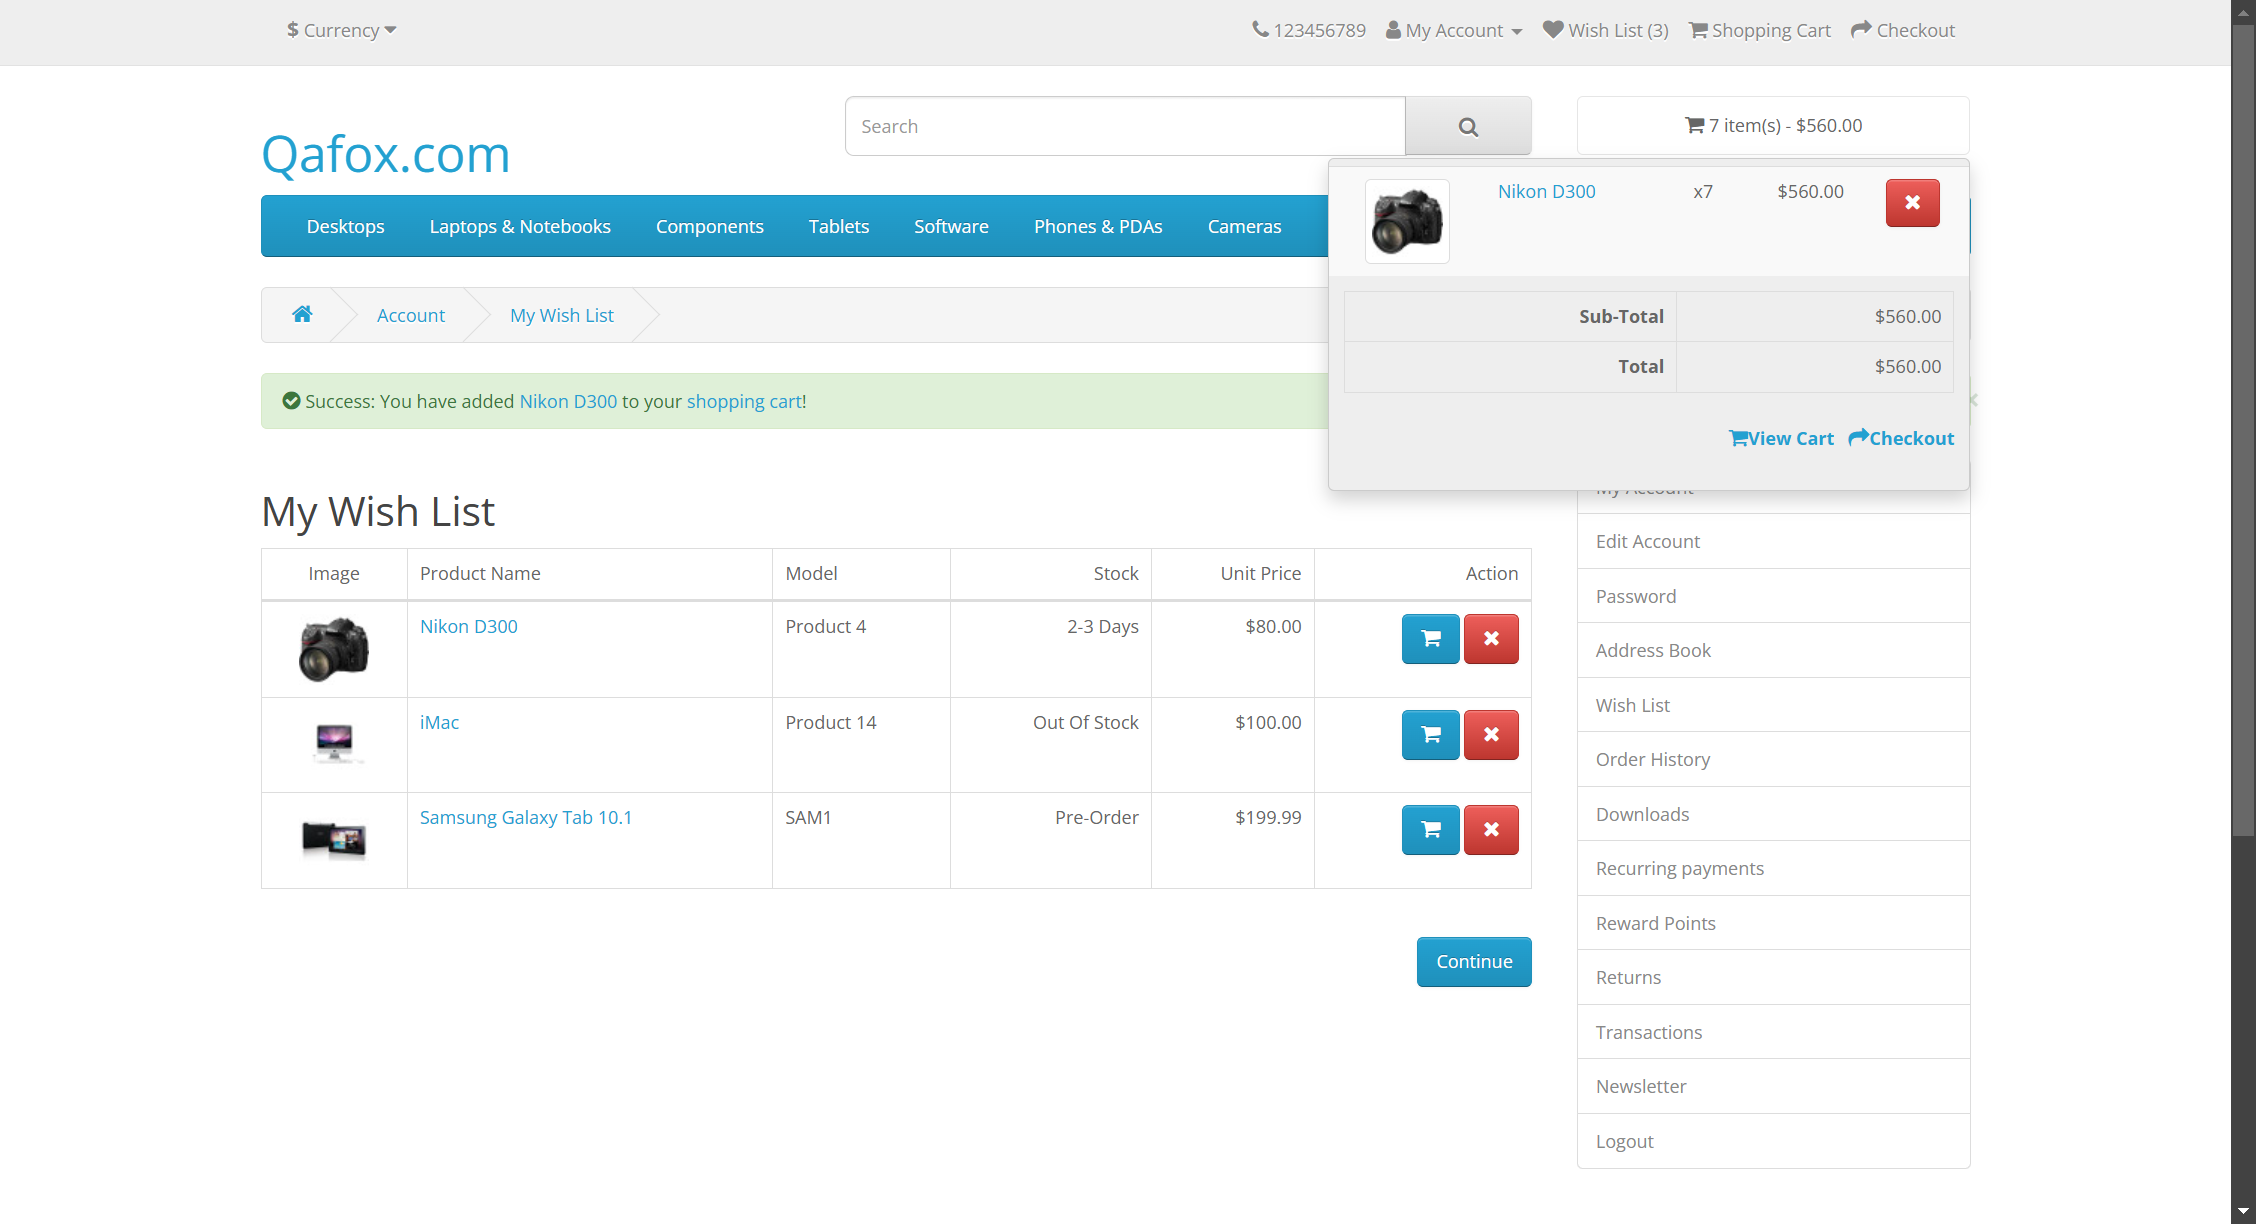 $ Currency
123456789 My Account Wish List (3) Shopping Cart Checkout
Qafox.com
Search
7 item(s) - $560.00
Nikon D300 x7 $560.00
Sub-Total $560.00
Total $560.00
View Cart Checkout
Desktops Laptops & Notebooks Components Tablets Software Phones & PDAs Cameras
Account My Wish List
Success: You have added Nikon D300 to your shopping cart!
My Wish List
Image Product Name Model Stock Unit Price Action
Nikon D300 Product 4 2-3 Days $80.00
iMac Product 14 Out Of Stock $100.00
Samsung Galaxy Tab 10.1 SAM1 Pre-Order $199.99
Continue
My Account
Edit Account
Password
Address Book
Wish List
Order History
Downloads
Recurring payments
Reward Points
Returns
Transactions
Newsletter
Logout